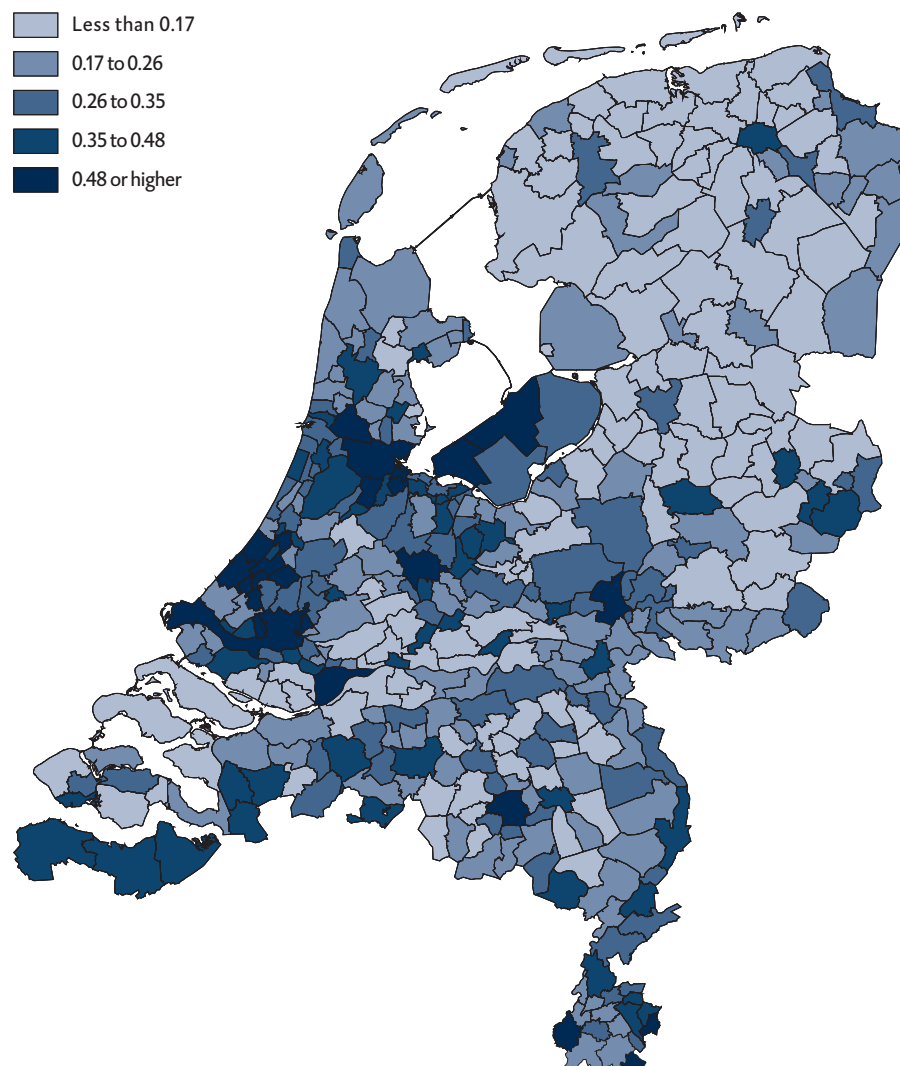 Less than 0.17
0.17 to 0.26
0.26 to 0.35
0.35 to 0.48
0.48 or higher